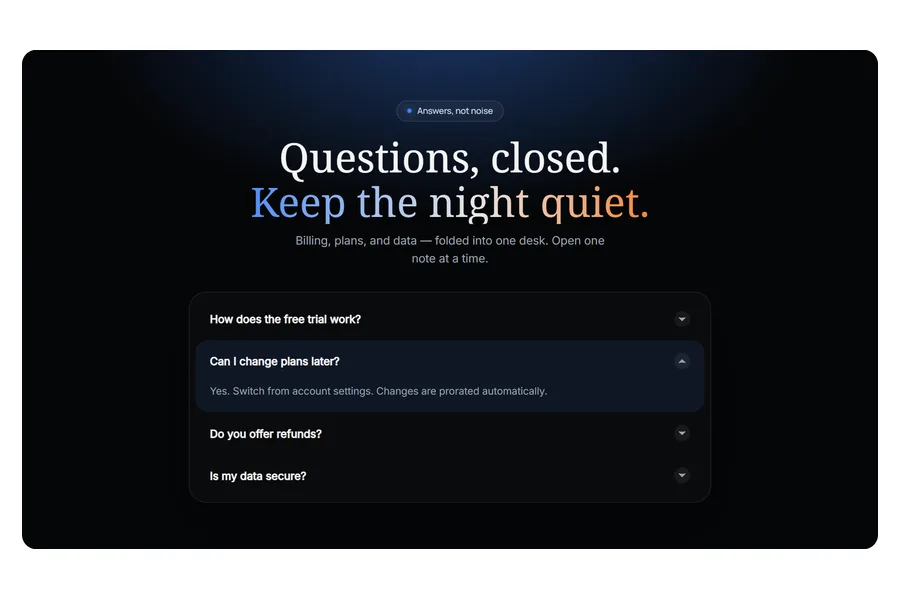 Answers, not noise
Questions, closed.
Keep the night quiet.
Billing, plans, and data — folded into one desk. Open one
note at a time.
How does the free trial work?
Can I change plans later?
Yes. Switch from account settings. Changes are prorated automatically.
Do you offer refunds?
Is my data secure?